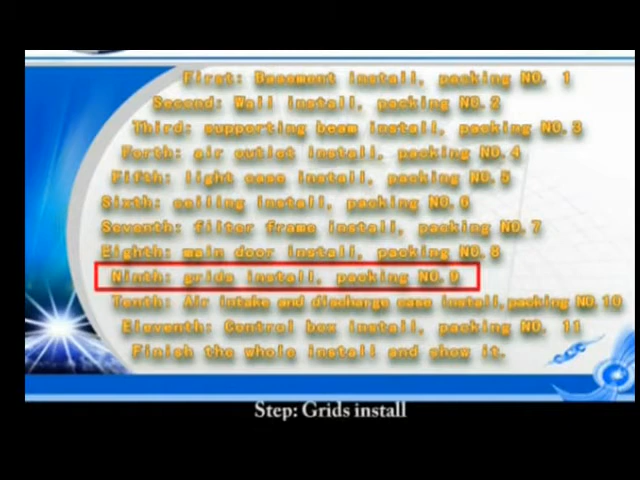 First: Basement install, packing NO. 1
Second: Wall install, packing NO.2
Third: supporting beam install, packing NO.3
Forth: air outlet install, packing NO.4
Fifth: light case install, packing NO.5
Sixth: ceiling install, packing NO.6
Seventh: filter frame install, packing NO.7
Eighth: main door install, packing NO.8
Ninth: grids install, packing NO.9
Tenth: Air intake and discharge case install,packing NO.10
Eleventh: Control box install, packing NO. 11
Finish the whole install and show it.
Step: Grids install